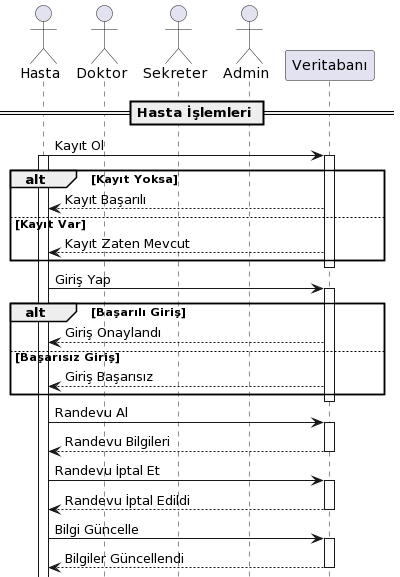 Hasta
Doktor
Sekreter
Admin
Veritabanı
Hasta İşlemleri
Kayıt Ol
alt [Kayıt Yoksa]
Kayıt Başarılı
[Kayıt Var]
Kayıt Zaten Mevcut
Giriş Yap
alt [Başarılı Giriş]
Giriş Onaylandı
[Başarısız Giriş]
Giriş Başarısız
Randevu Al
Randevu Bilgileri
Randevu İptal Et
Randevu İptal Edildi
Bilgi Güncelle
Bilgiler Güncellendi